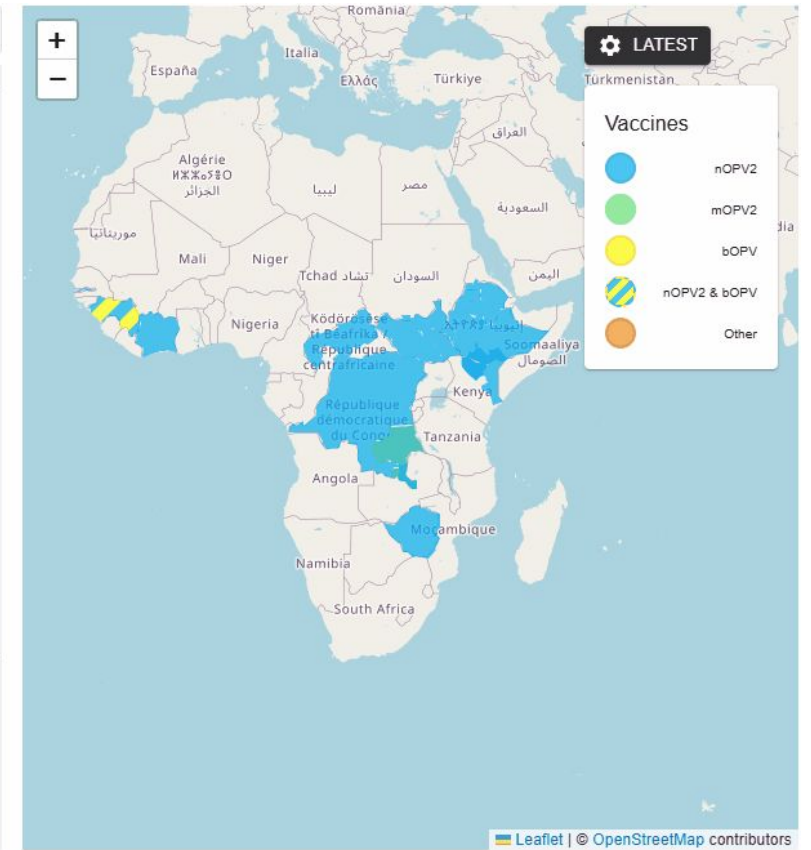 +
−
LATEST
Vaccines
nOPV2
mOPV2
bOPV
nOPV2 & bOPV
Other
România
Italia
España
Ελλάς
Türkiye
Türkmenistan
العراق
Algérie
الجزائر
ليبيا
مصر
السعودية
موريتانيا
Mali
Niger
Tchad تشاد
السودان
اليمن
dia
Nigeria
Ködörösêse
tî Bêafrîka /
République
centrafricaine
Soomaaliya
الصومال
Kenya
République
démocratique
du Congo
Tanzania
Angola
Moçambique
Namibia
South Africa
Leaflet | © OpenStreetMap contributors